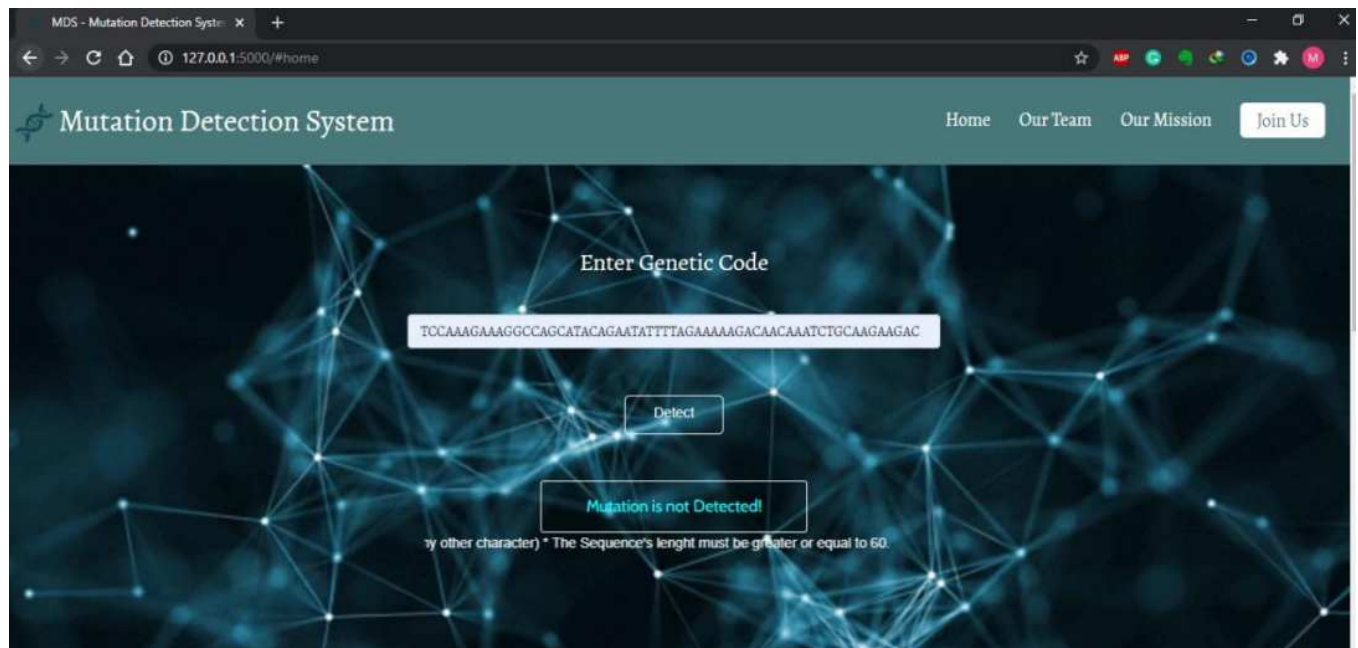 MDS - Mutation Detection Syste
127.0.0.1:5000/#home
ABP
M
Mutation Detection System
Home Our Team Our Mission Join Us
Enter Genetic Code
TCCAAAGAAAGGCCAGCATACAGAATATTTTAGAAAAAGACAACAAATCTGCAAGAAGAC
Detect
Mutation is not Detected!
y other character) * The Sequence's lenght must be greater or equal to 60.